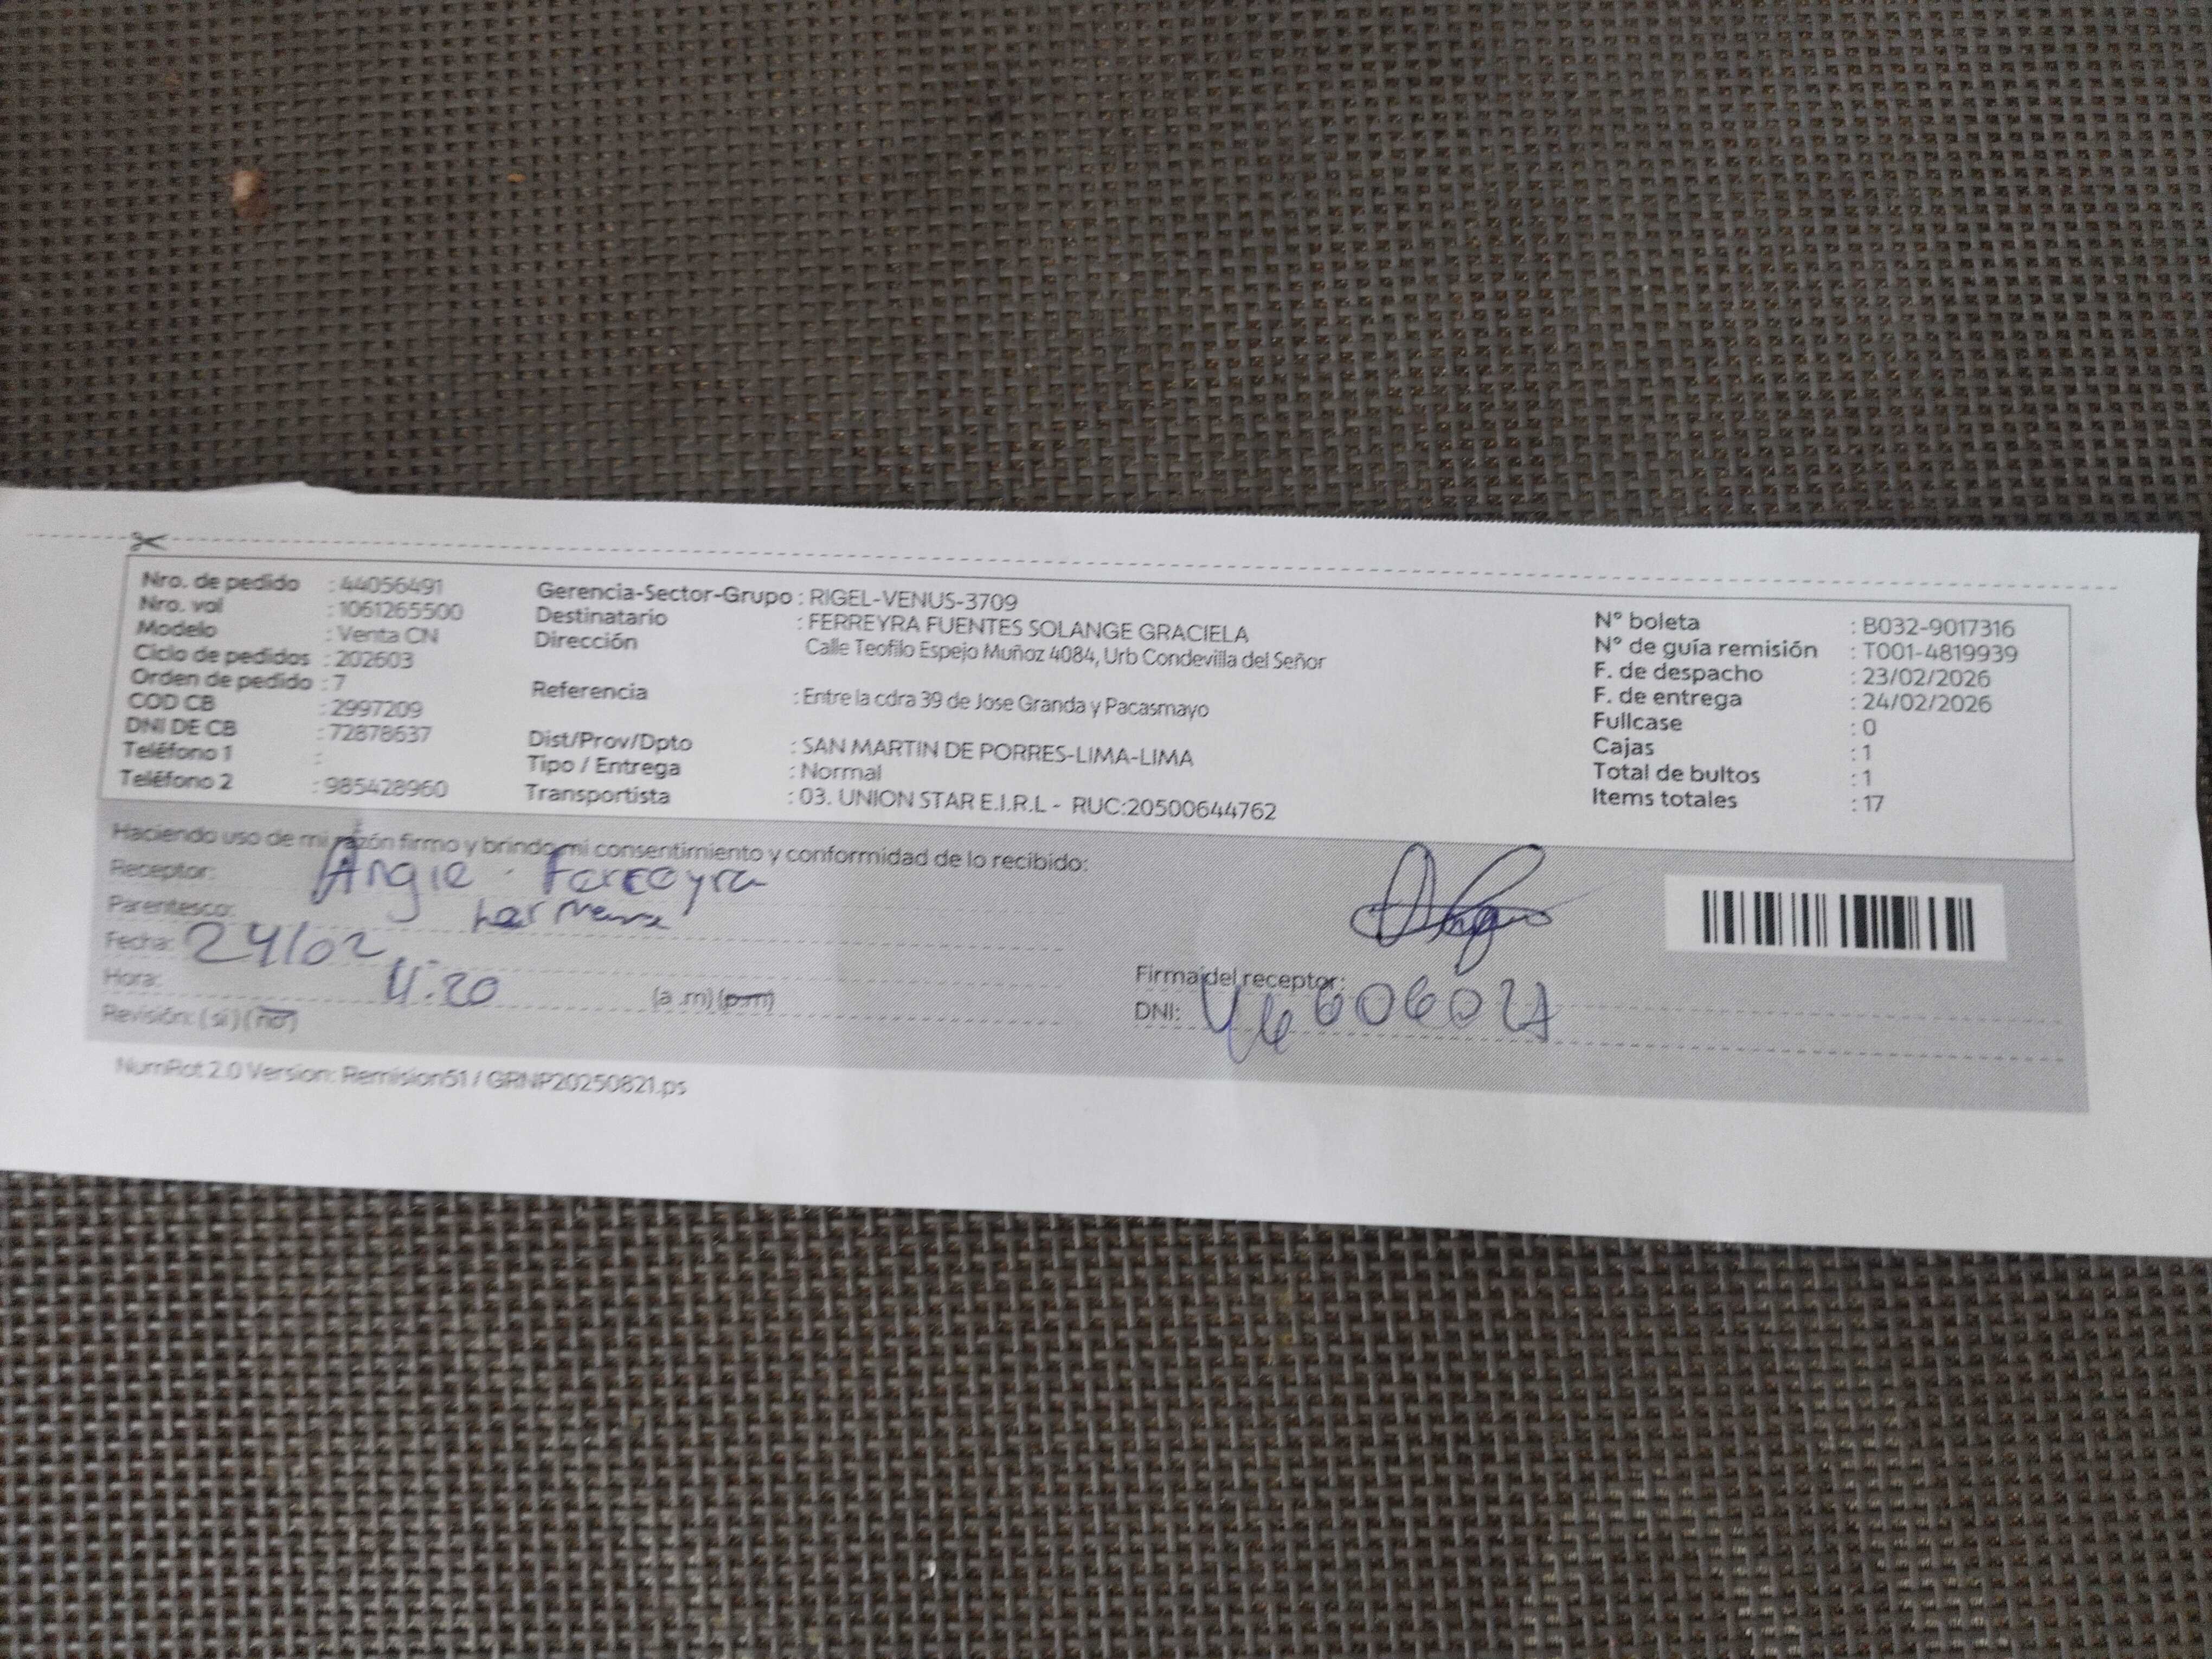 Nro. de pedido : 44056491
Nro. vol : 1061265500
Modelo : Venta CN
Ciclo de pedidos : 202603
Orden de pedido : 7
COD CB : 2997209
DNI DE CB : 72878637
Teléfono 1 :
Teléfono 2 : 985428960
Gerencia-Sector-Grupo : RIGEL-VENUS-3709
Destinatario : FERREYRA FUENTES SOLANGE GRACIELA
Dirección Calle Teofilo Espejo Muñoz 4084, Urb Condevilla del Señor
Referencia : Entre la cdra 39 de Jose Granda y Pacasmayo
Dist/Prov/Dpto : SAN MARTIN DE PORRES-LIMA-LIMA
Tipo / Entrega : Normal
Transportista : 03. UNION STAR E.I.R.L - RUC:20500644762
N° boleta : B032-9017316
N° de guía remisión : T001-4819939
F. de despacho : 23/02/2026
F. de entrega : 24/02/2026
Fullcase : 0
Cajas : 1
Total de bultos : 1
Items totales : 17
Haciendo uso de mi razón firmo y brindo mi consentimiento y conformidad de lo recibido:
Receptor: Angie Ferreyra
Parentesco: hermana
Fecha: 24/02
Hora: 11:20 (a .m) (p.m)
Revisión: (si) (no)
Firma del receptor:
DNI:
NumRot 2.0 Version: Remision51 / GRNP20250821.ps